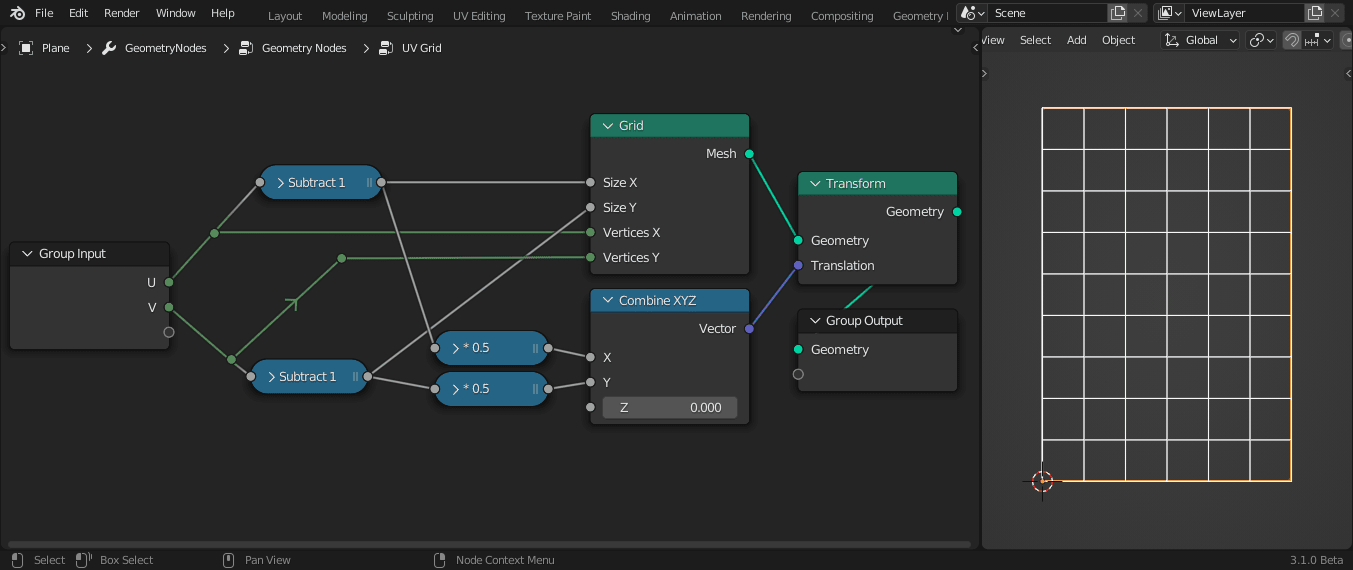 File Edit Render Window Help Layout Modeling Sculpting UV Editing Texture Paint Shading Animation Rendering Compositing Geometry Scene ViewLayer
Plane GeometryNodes Geometry Nodes UV Grid
View Select Add Object Global
Grid
Mesh
Size X
Size Y
Vertices X
Vertices Y
Subtract 1
Transform
Geometry
Geometry
Translation
Group Input
U
V
Combine XYZ
Vector
X
Y
Z 0.000
Group Output
Geometry
* 0.5
* 0.5
Subtract 1
Select Box Select Pan View Node Context Menu 3.1.0 Beta